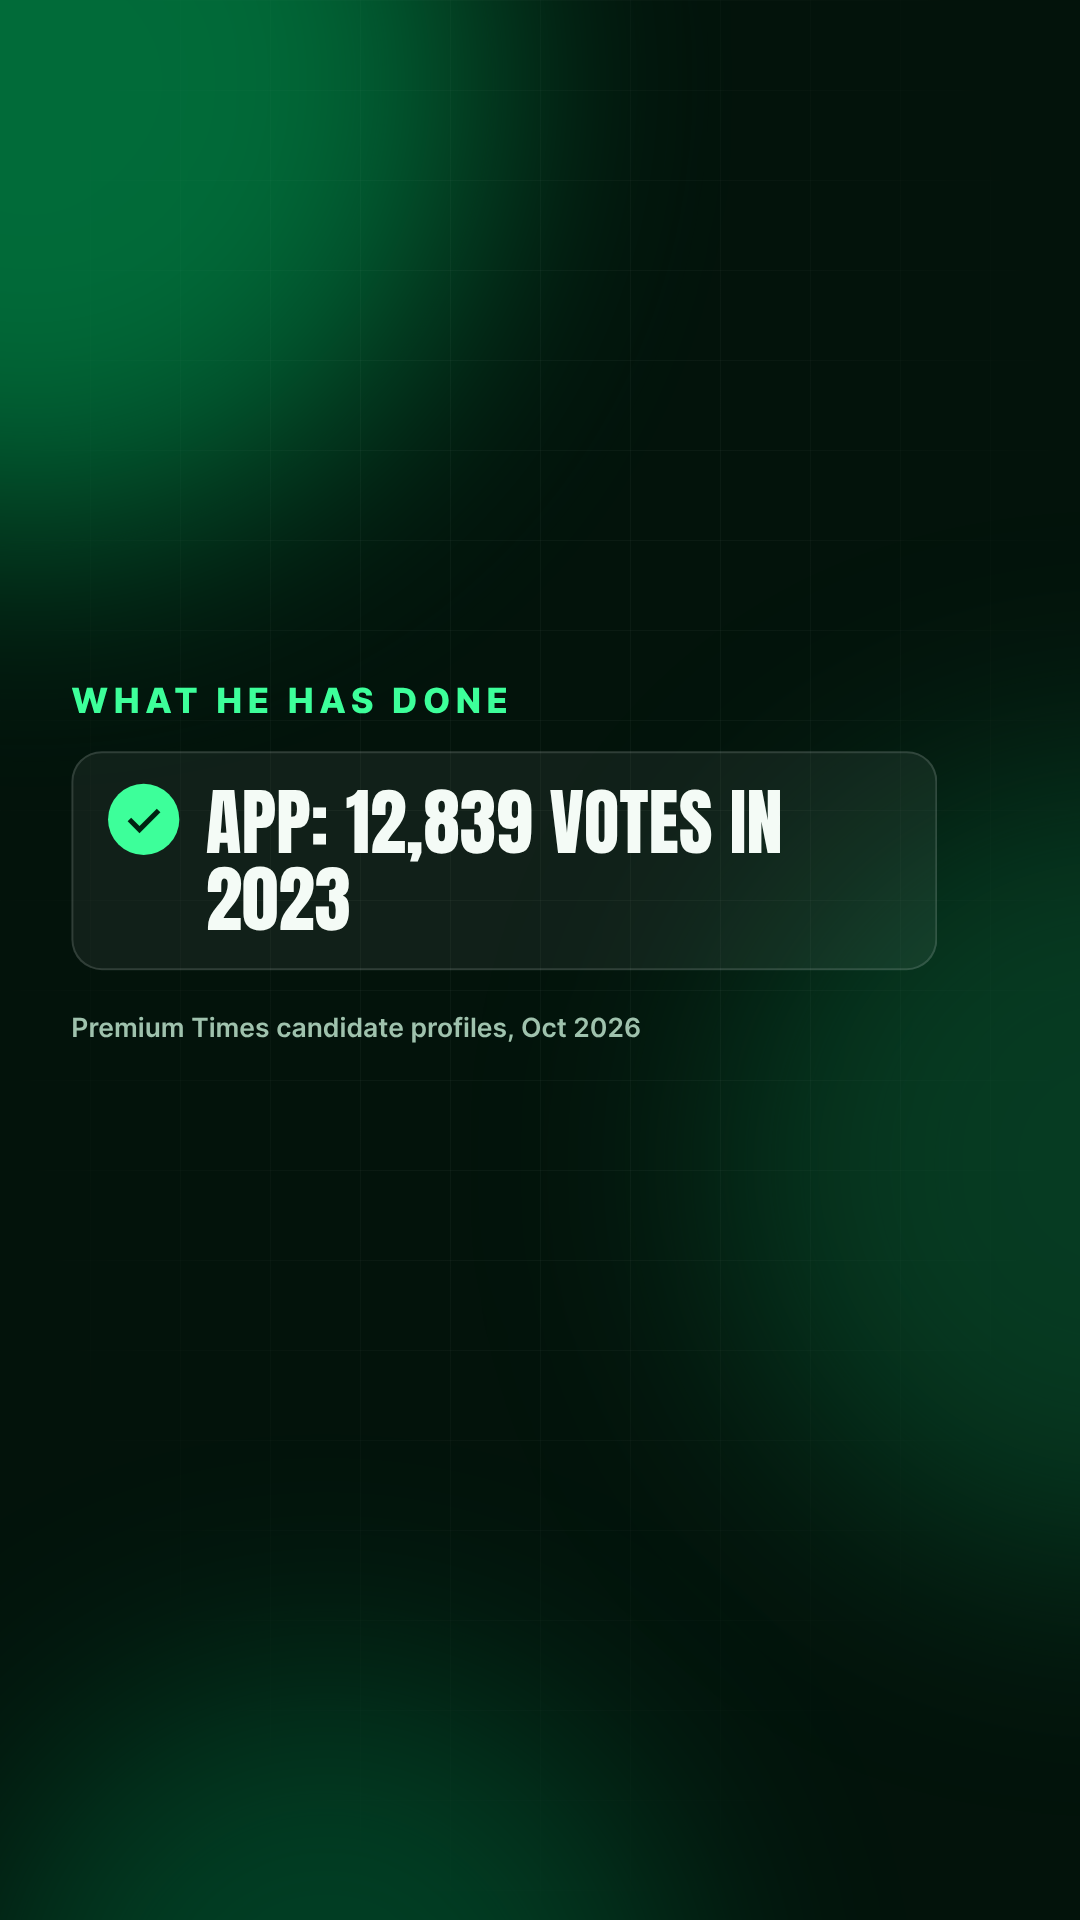 WHAT HE HAS DONE
APP: 12,839 VOTES IN
2023
Premium Times candidate profiles, Oct 2026